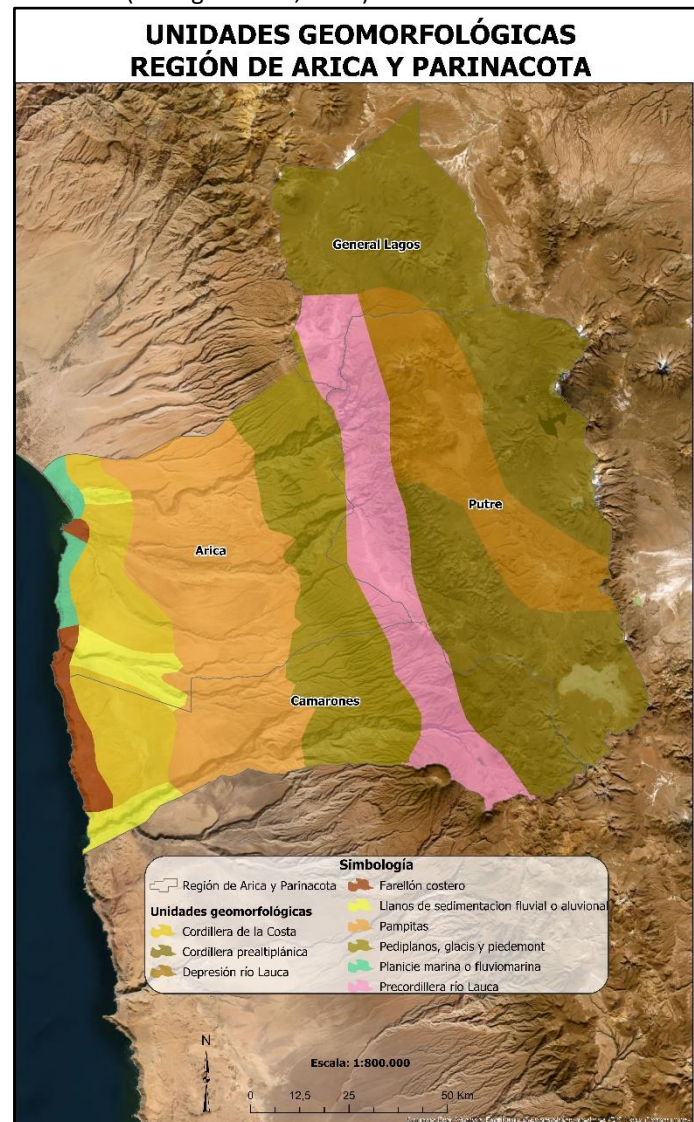 UNIDADES GEOMORFOLÓGICAS
REGIÓN DE ARICA Y PARINACOTA
General Lagos
Putre
Arica
Camarones
Simbología
Región de Arica y Parinacota
Unidades geomorfológicas
Cordillera de la Costa
Cordillera prealtiplánica
Depresión río Lauca
Farellón costero
Llanos de sedimentacion fluvial o aluvional
Pampitas
Pediplanos, glacis y piedemont
Planicie marina o fluviomarina
Precordillera río Lauca
N
Escala: 1:800.000
0 12,5 25 50 Km